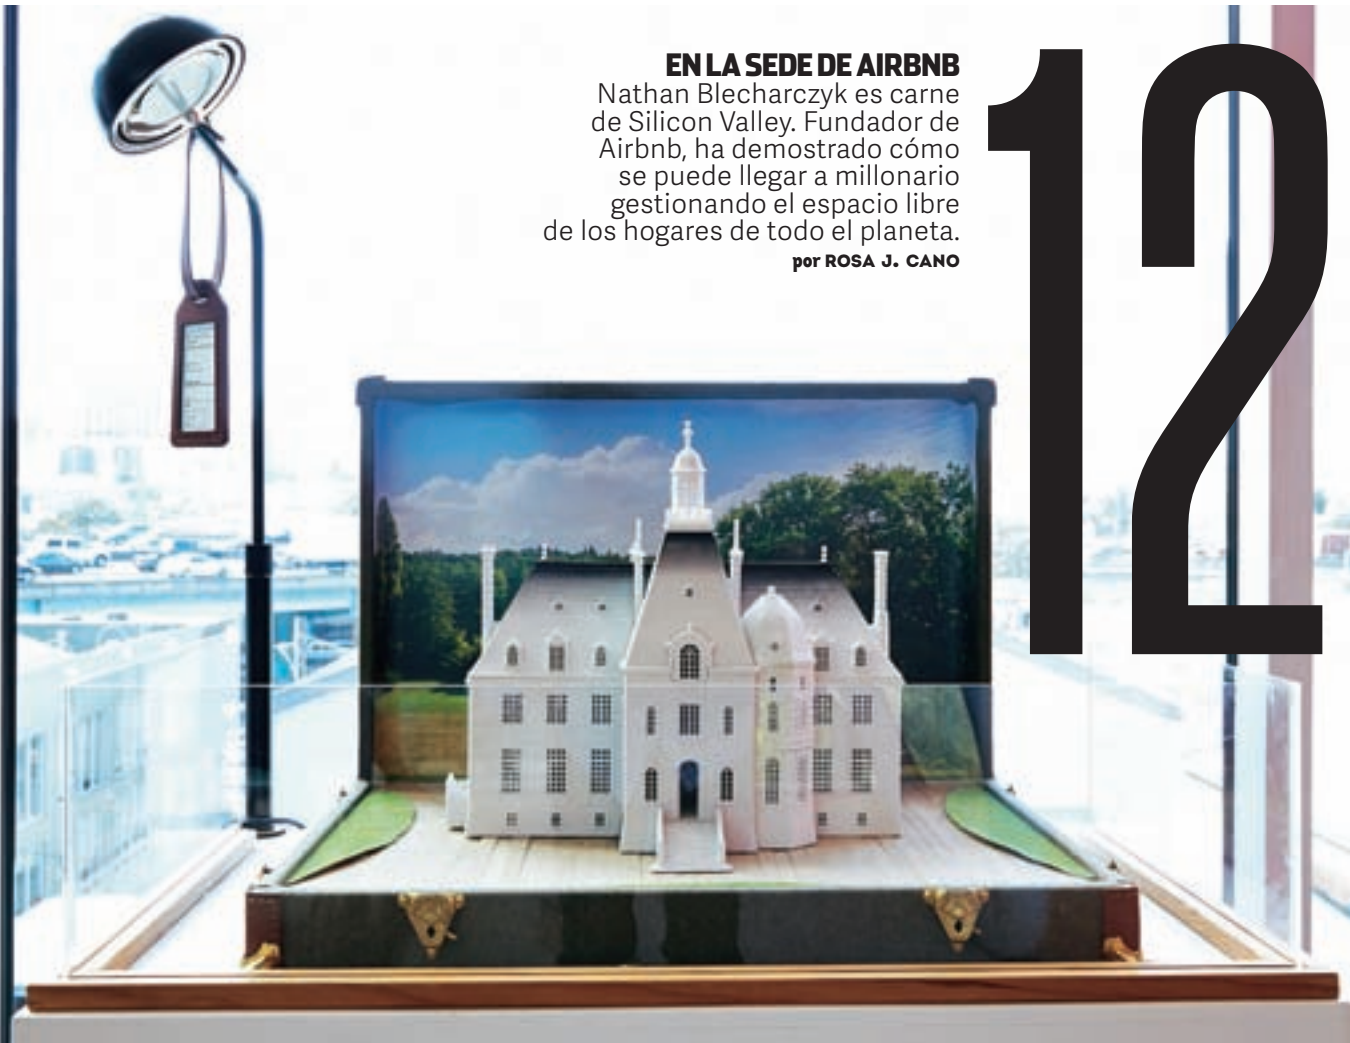 EN LA SEDE DE AIRBNB
Nathan Blecharczyk es carne
de Silicon Valley. Fundador de
Airbnb, ha demostrado cómo
se puede llegar a millonario
gestionando el espacio libre
de los hogares de todo el planeta.
por ROSA J. CANO
12